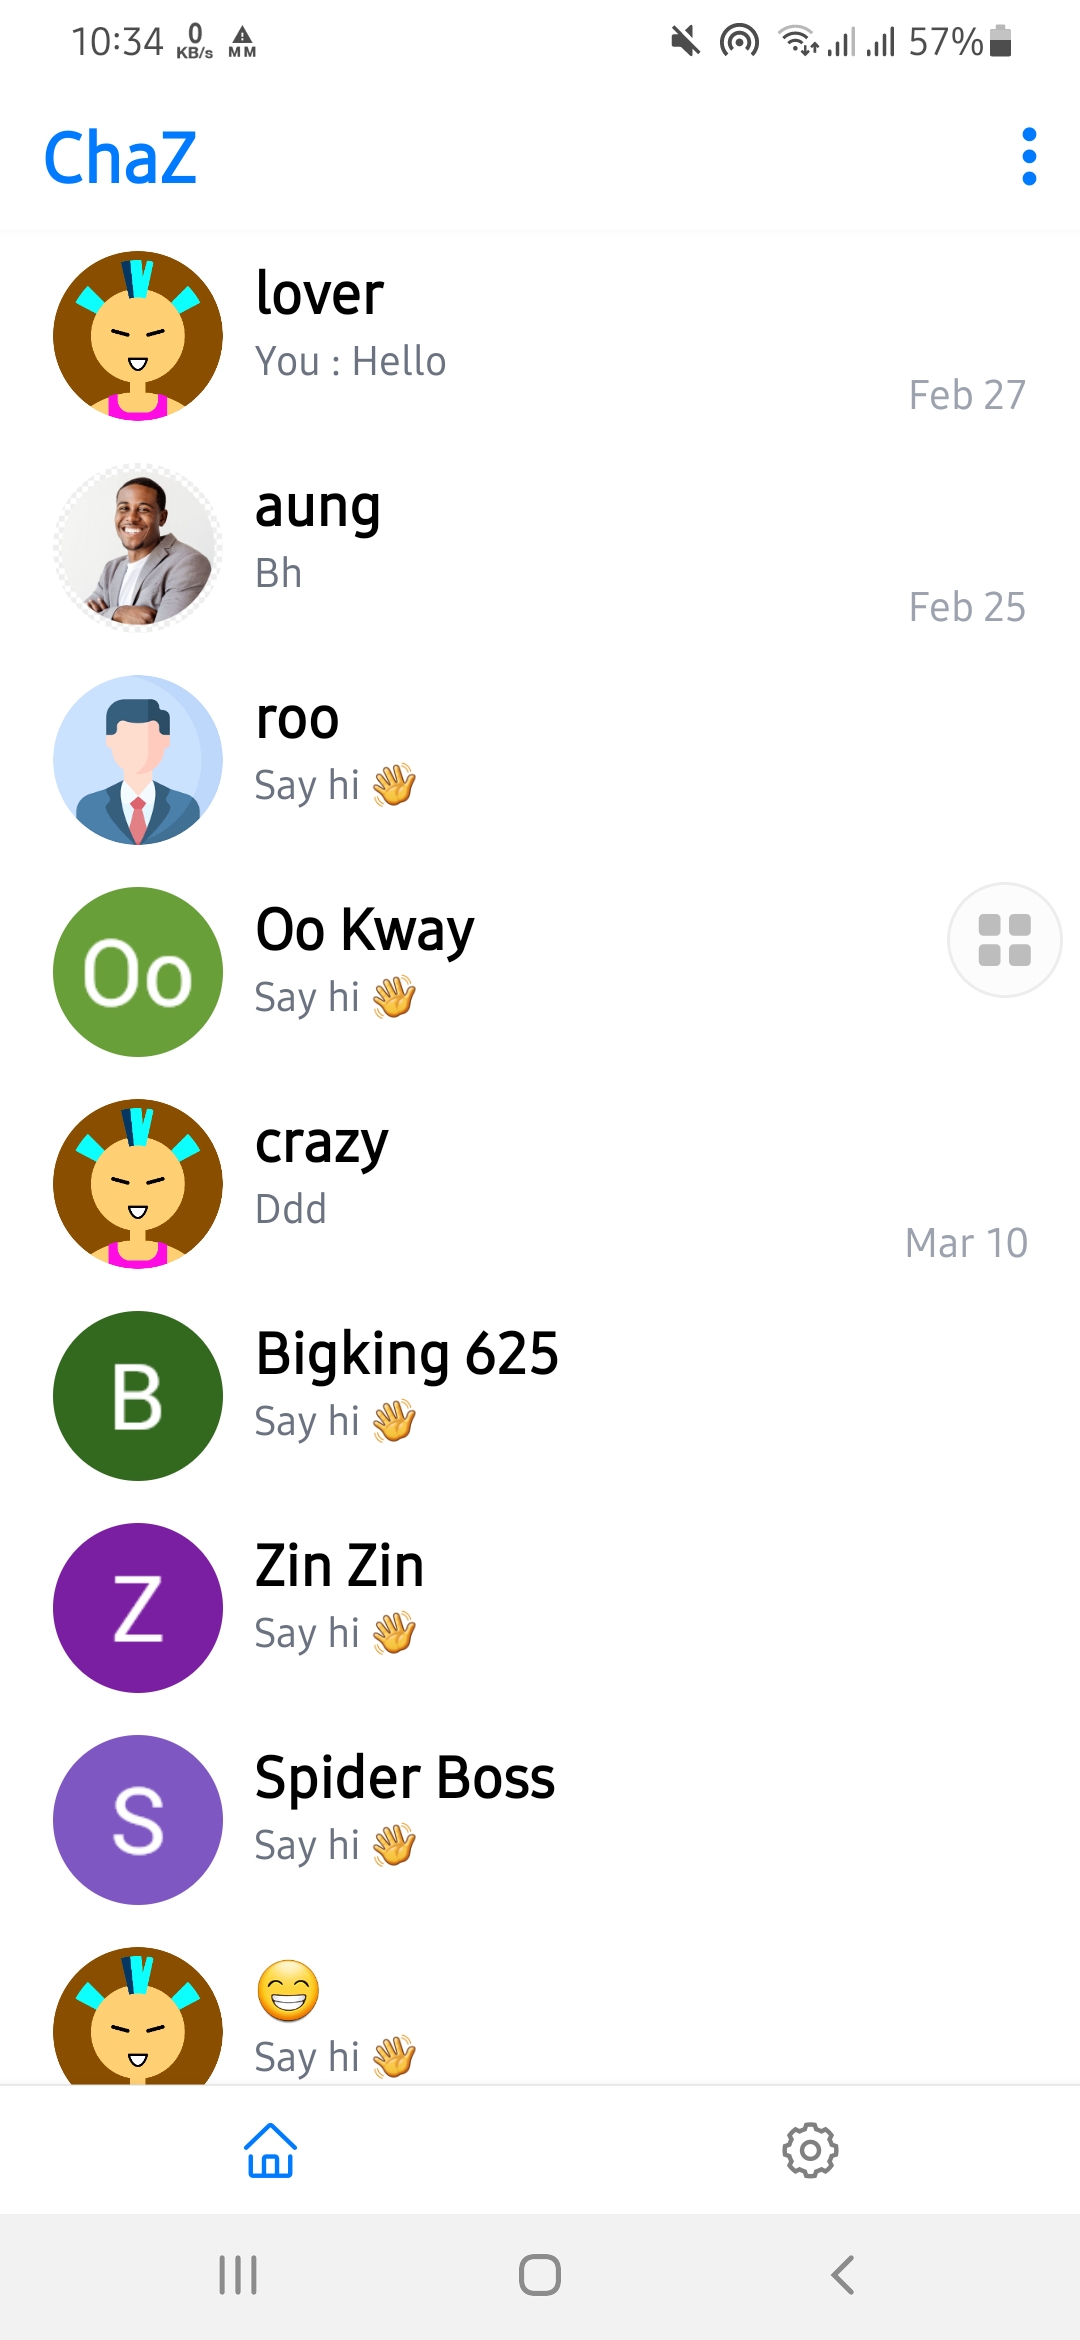 10:34 0 KB/s MM 57%
ChaZ
lover
You : Hello
Feb 27
aung
Bh
Feb 25
roo
Say hi 👋
Oo Oo Kway
Say hi 👋
crazy
Ddd
Mar 10
B Bigking 625
Say hi 👋
Z Zin Zin
Say hi 👋
S Spider Boss
Say hi 👋
😁
Say hi 👋